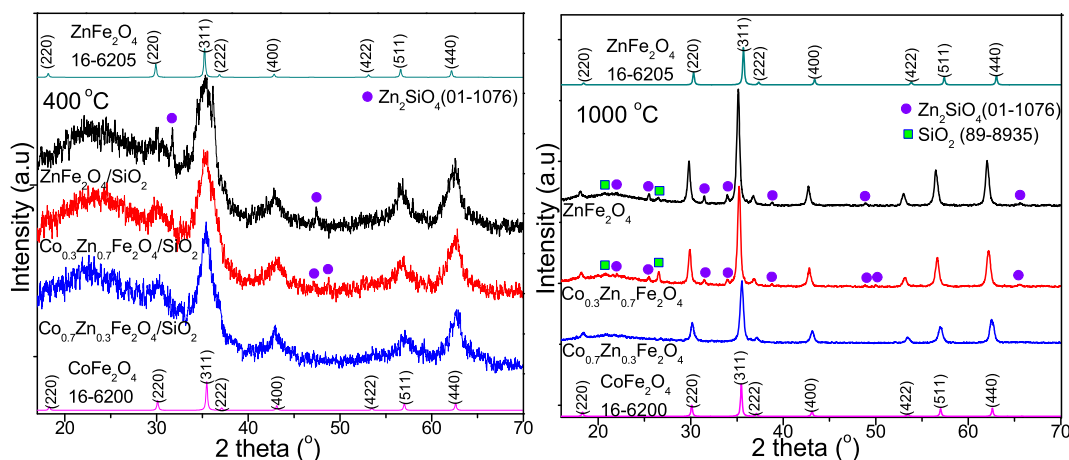 Intensity (a.u)
ZnFe2O4
16-6205
(220)
(220)
(311)
(222)
(400)
(422)
(511)
(440)
400 °C
Zn2SiO4(01-1076)
ZnFe2O4/SiO2
Co0.3Zn0.7Fe2O4/SiO2
Co0.7Zn0.3Fe2O4/SiO2
CoFe2O4
16-6200
(220)
(220)
(311)
(222)
(400)
(422)
(511)
(440)
20 30 40 50 60 70
2 theta (°)
Intensity (a.u)
ZnFe2O4
16-6205
(220)
(220)
(311)
(222)
(400)
(422)
(511)
(440)
1000 °C
Zn2SiO4(01-1076)
SiO2 (89-8935)
ZnFe2O4
Co0.3Zn0.7Fe2O4
Co0.7Zn0.3Fe2O4
CoFe2O4
16-6200
(220)
(220)
(311)
(222)
(400)
(422)
(511)
(440)
20 30 40 50 60 70
2 theta (°)